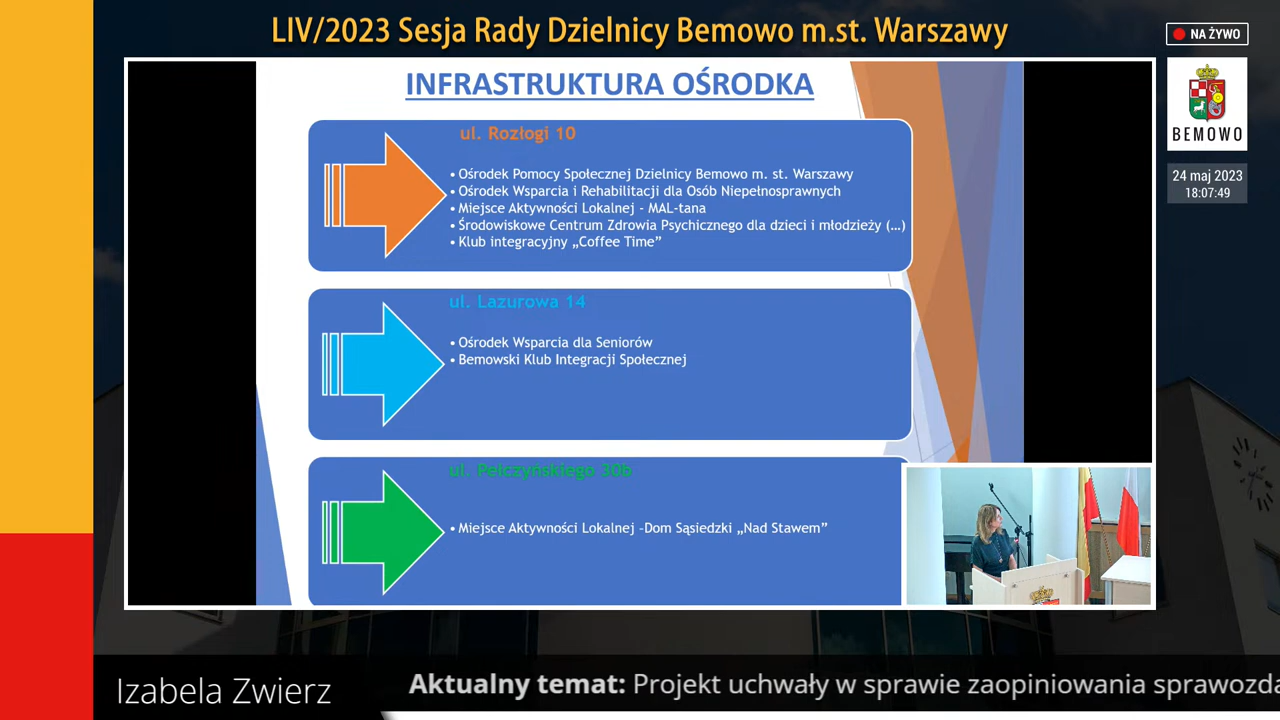 LIV/2023 Sesja Rady Dzielnicy Bemowo m.st. Warszawy
NA ŻYWO
BEMOWO
24 maj 2023
18:07:49
INFRASTRUKTURA OŚRODKA
ul. Rozłogi 10
• Ośrodek Pomocy Społecznej Dzielnicy Bemowo m. st. Warszawy
• Ośrodek Wsparcia i Rehabilitacji dla Osób Niepełnosprawnych
• Miejsce Aktywności Lokalnej - MAL-tana
• Środowiskowe Centrum Zdrowia Psychicznego dla dzieci i młodzieży (…)
• Klub integracyjny „Coffee Time”
ul. Lazurowa 14
• Ośrodek Wsparcia dla Seniorów
• Bemowski Klub Integracji Społecznej
ul. Pełczyńskiego 30b
• Miejsce Aktywności Lokalnej –Dom Sąsiedzki „Nad Stawem”
Izabela Zwierz
Aktualny temat: Projekt uchwały w sprawie zaopiniowania sprawozda